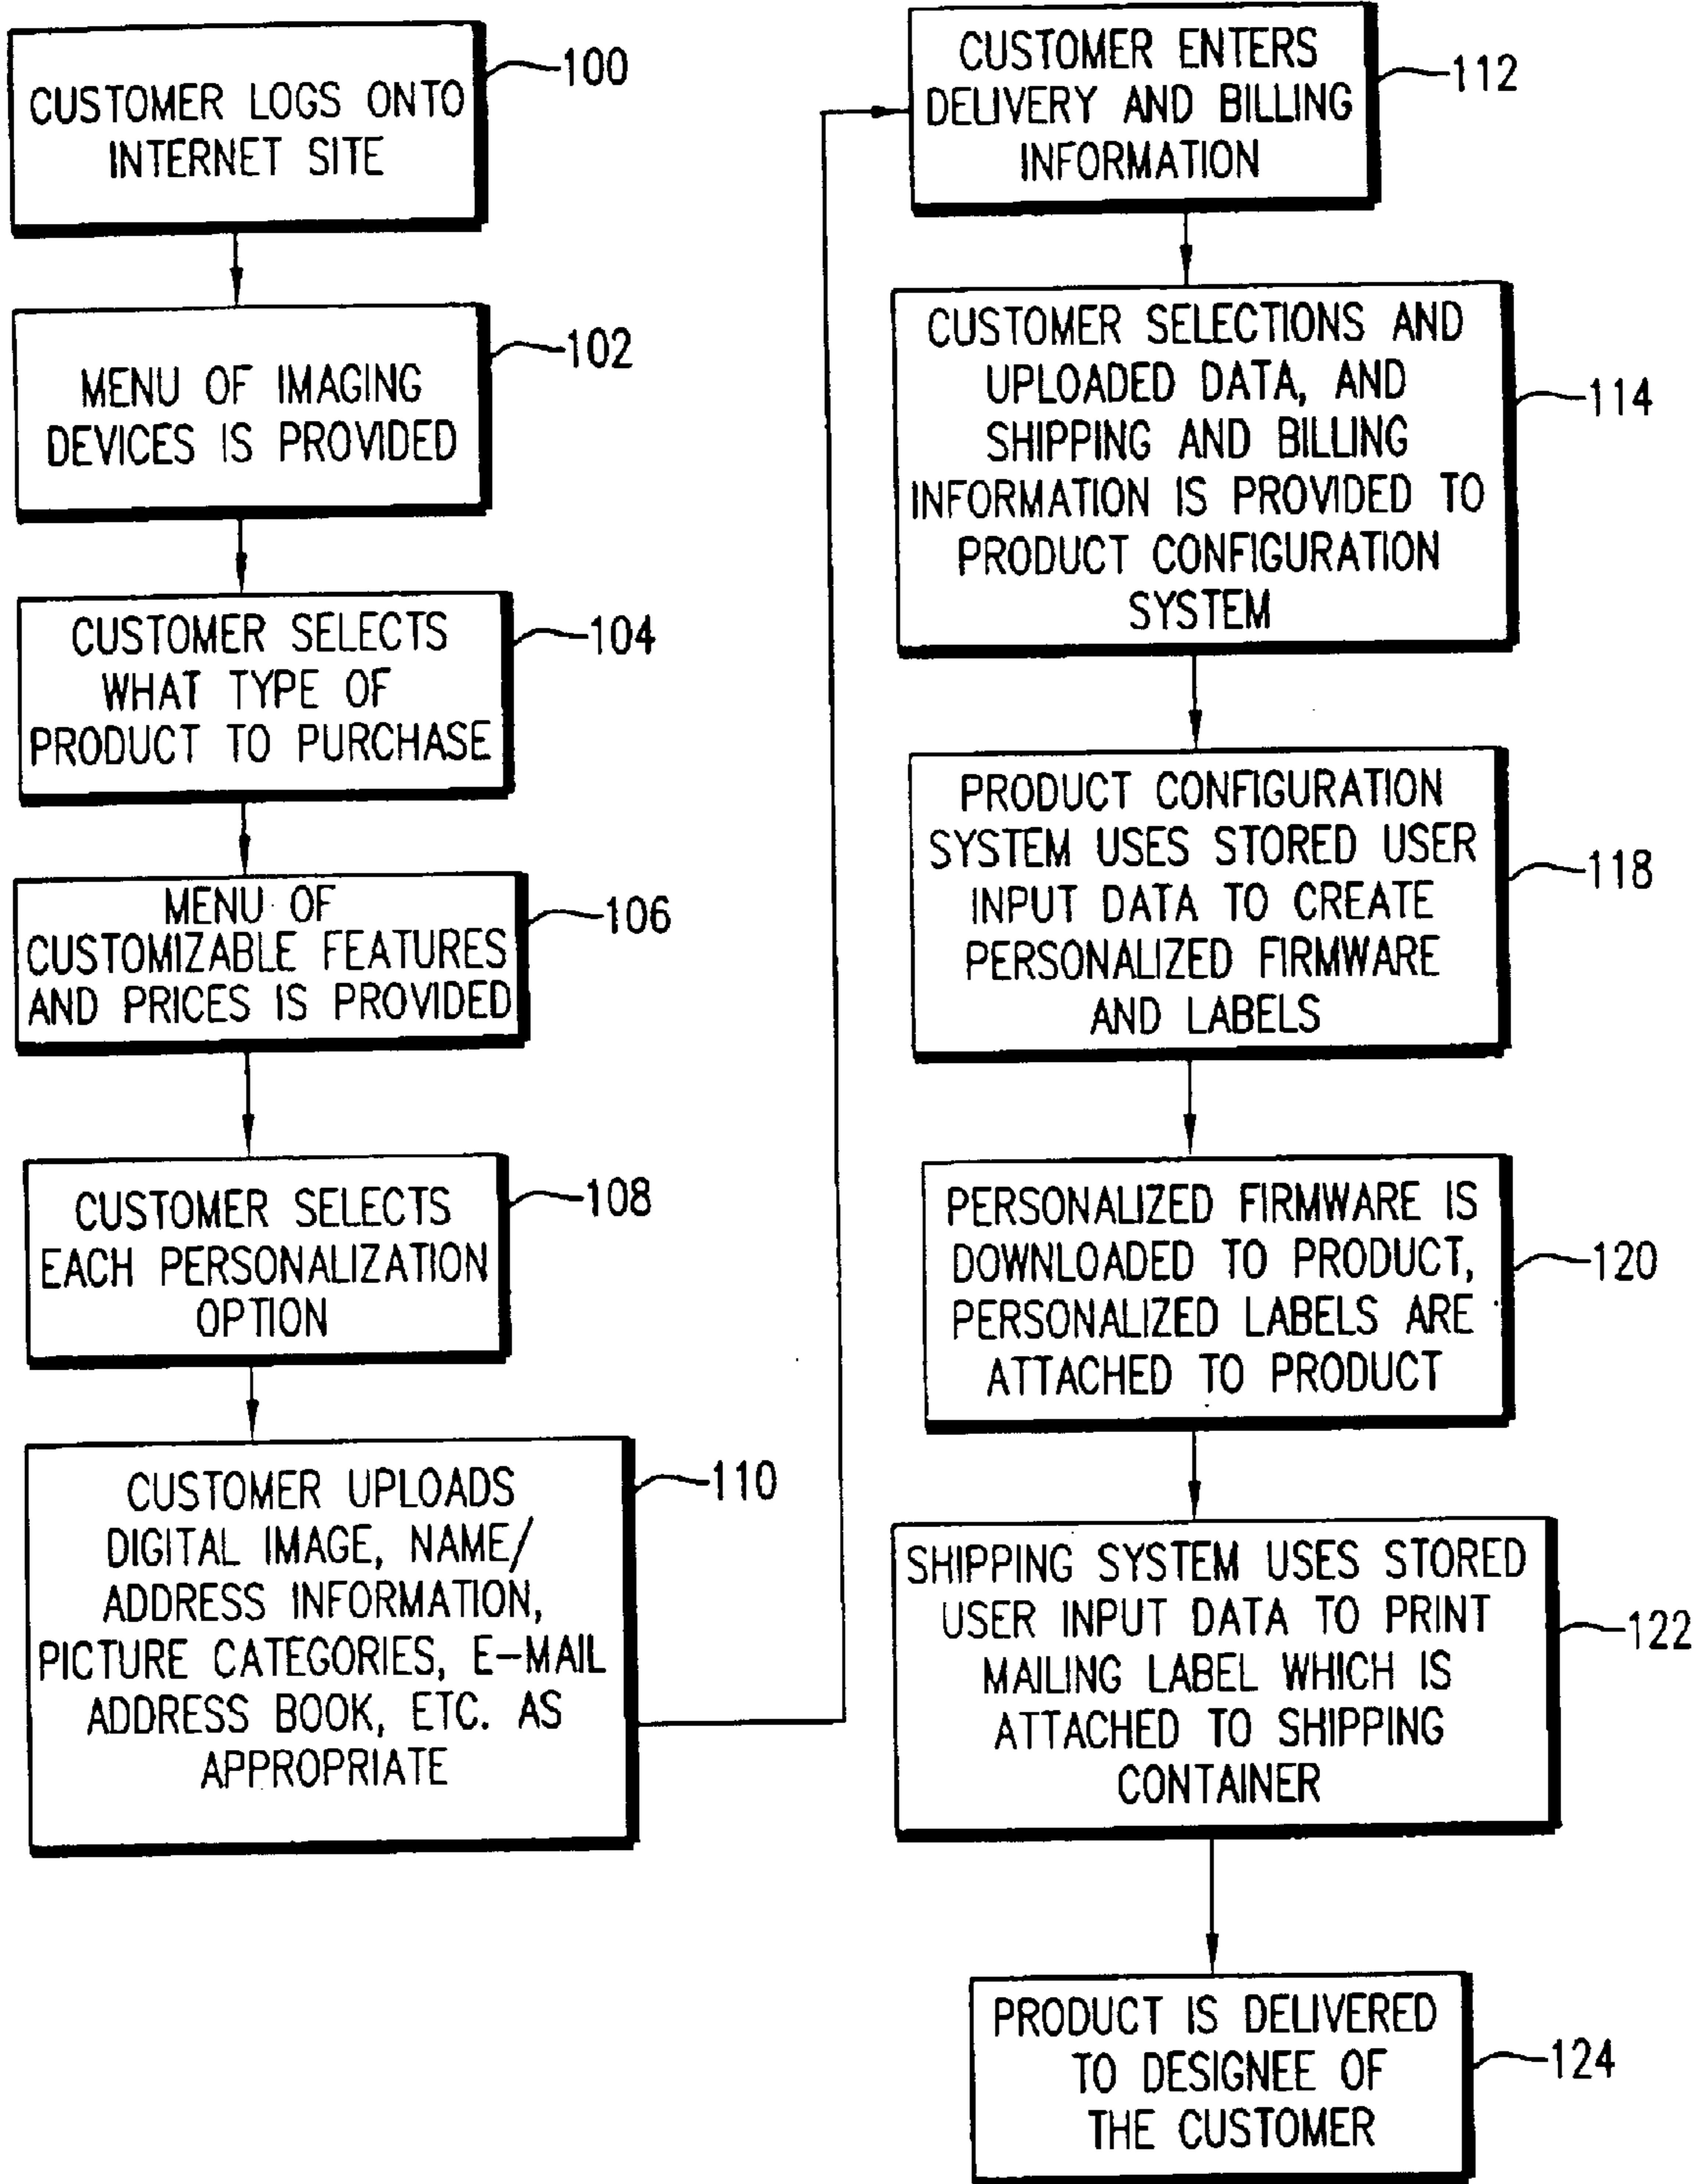 CUSTOMER LOGS ONTO
INTERNET SITE
100
MENU OF IMAGING
DEVICES IS PROVIDED
102
CUSTOMER SELECTS
WHAT TYPE OF
PRODUCT TO PURCHASE
104
MENU OF
CUSTOMIZABLE FEATURES
AND PRICES IS PROVIDED
106
CUSTOMER SELECTS
EACH PERSONALIZATION
OPTION
108
CUSTOMER UPLOADS
DIGITAL IMAGE, NAME/
ADDRESS INFORMATION,
PICTURE CATEGORIES, E-MAIL
ADDRESS BOOK, ETC. AS
APPROPRIATE
110
CUSTOMER ENTERS
DELIVERY AND BILLING
INFORMATION
112
CUSTOMER SELECTIONS AND
UPLOADED DATA, AND
SHIPPING AND BILLING
INFORMATION IS PROVIDED TO
PRODUCT CONFIGURATION
SYSTEM
114
PRODUCT CONFIGURATION
SYSTEM USES STORED USER
INPUT DATA TO CREATE
PERSONALIZED FIRMWARE
AND LABELS
118
PERSONALIZED FIRMWARE IS
DOWNLOADED TO PRODUCT,
PERSONALIZED LABELS ARE
ATTACHED TO PRODUCT
120
SHIPPING SYSTEM USES STORED
USER INPUT DATA TO PRINT
MAILING LABEL WHICH IS
ATTACHED TO SHIPPING
CONTAINER
122
PRODUCT IS DELIVERED
TO DESIGNEE OF
THE CUSTOMER
124